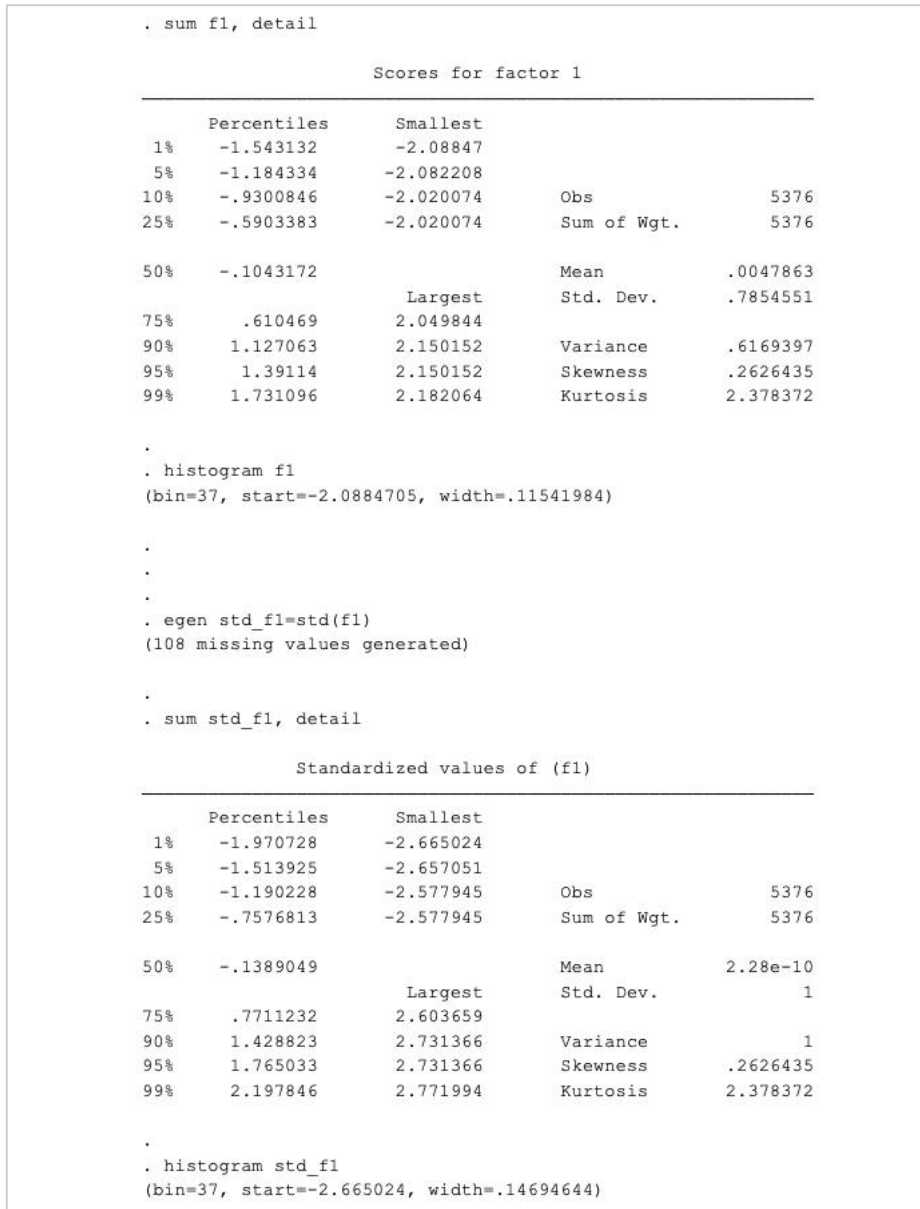 . sum f1, detail
Scores for factor 1
Percentiles Smallest
1% -1.543132 -2.08847
5% -1.184334 -2.082208
10% -.9300846 -2.020074 Obs 5376
25% -.5903383 -2.020074 Sum of Wgt. 5376
50% -.1043172 Mean .0047863
Largest Std. Dev. .7854551
75% .610469 2.049844
90% 1.127063 2.150152 Variance .6169397
95% 1.39114 2.150152 Skewness .2626435
99% 1.731096 2.182064 Kurtosis 2.378372
.
. histogram f1
(bin=37, start=-2.0884705, width=.11541984)
.
.
.
. egen std_f1=std(f1)
(108 missing values generated)
.
. sum std_f1, detail
Standardized values of (f1)
Percentiles Smallest
1% -1.970728 -2.665024
5% -1.513925 -2.657051
10% -1.190228 -2.577945 Obs 5376
25% -.7576813 -2.577945 Sum of Wgt. 5376
50% -.1389049 Mean 2.28e-10
Largest Std. Dev. 1
75% .7711232 2.603659
90% 1.428823 2.731366 Variance 1
95% 1.765033 2.731366 Skewness .2626435
99% 2.197846 2.771994 Kurtosis 2.378372
.
. histogram std_f1
(bin=37, start=-2.665024, width=.14694644)